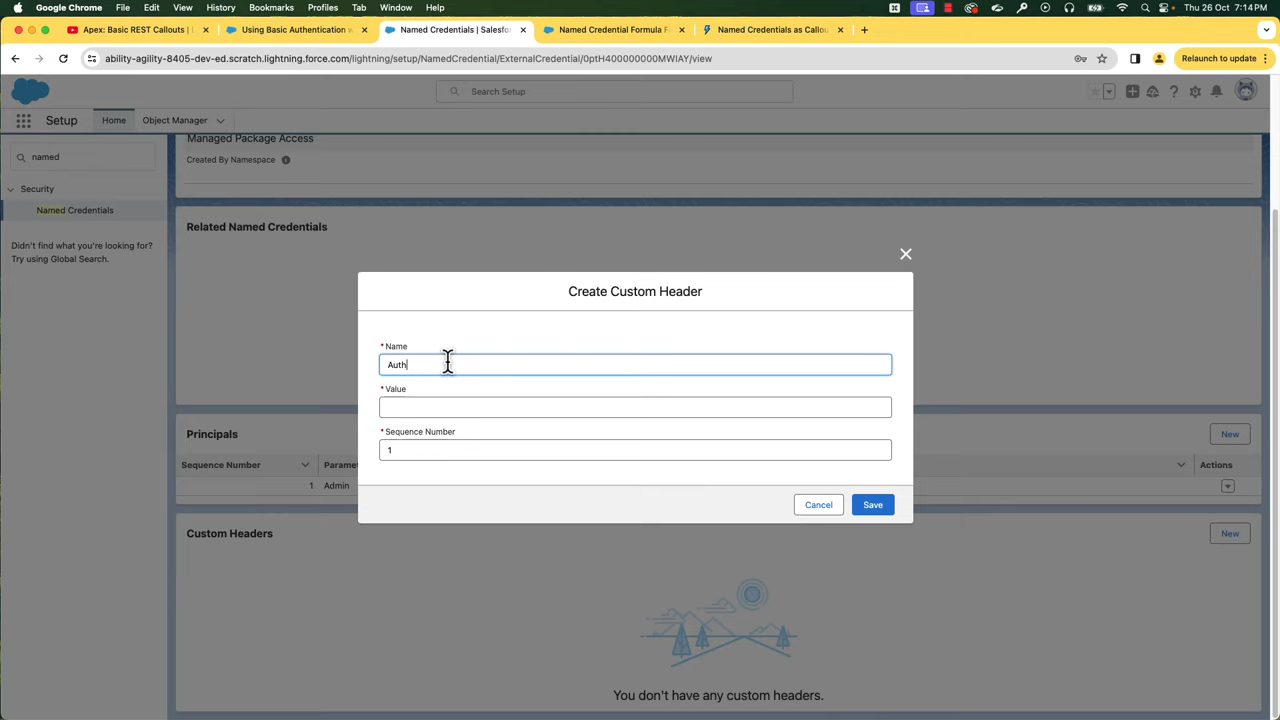 Google Chrome File Edit View History Bookmarks Profiles Tab Window Help Thu 26 Oct 7:14 PM
Apex: Basic REST Callouts | Using Basic Authentication w Named Credentials | Salesfor Named Credential Formula F Named Credentials as Callou
ability-agility-8405-dev-ed.scratch.lightning.force.com/lightning/setup/NamedCredential/ExternalCredential/0ptH400000000MWIAY/view Relaunch to update
Search Setup
Setup Home Object Manager
Managed Package Access
named
Created By Namespace
Security
Named Credentials
Related Named Credentials
Didn't find what you're looking for?
Try using Global Search.
Create Custom Header
* Name
Auth
* Value
* Sequence Number
1
Principals New
Sequence Number Parame Actions
1 Admin
Cancel Save
Custom Headers New
You don't have any custom headers.